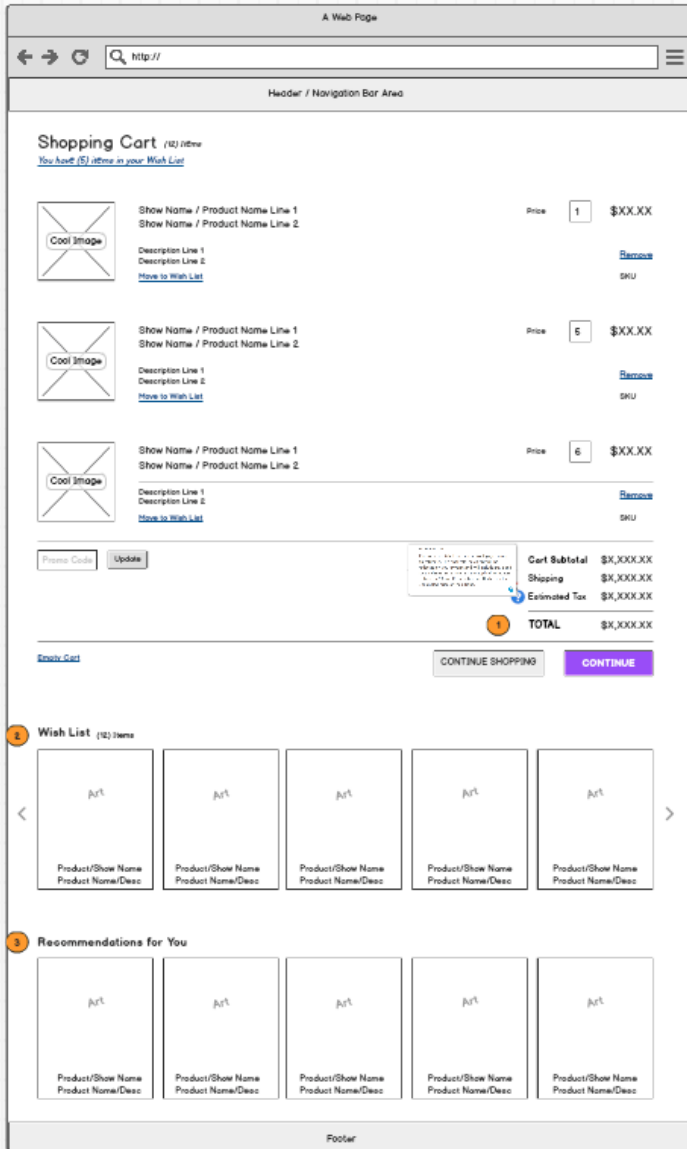 A Web Page
http://
Header / Navigation Bar Area
Shopping Cart (12) Items
You have (5) items in your Wish List
Cool Image
Show Name / Product Name Line 1
Show Name / Product Name Line 2
Price 1 $XX.XX
Description Line 1
Description Line 2
Remove
Move to Wish List
SKU
Cool Image
Show Name / Product Name Line 1
Show Name / Product Name Line 2
Price 5 $XX.XX
Description Line 1
Description Line 2
Remove
Move to Wish List
SKU
Cool Image
Show Name / Product Name Line 1
Show Name / Product Name Line 2
Price 6 $XX.XX
Description Line 1
Description Line 2
Remove
Move to Wish List
SKU
Promo Code Update
Cart Subtotal $X,XXX.XX
Shipping $X,XXX.XX
? Estimated Tax $X,XXX.XX
1 TOTAL $X,XXX.XX
Empty Cart
CONTINUE SHOPPING CONTINUE
2 Wish List (12) Items
Art Art Art Art Art
Product/Show Name Product/Show Name Product/Show Name Product/Show Name Product/Show Name
Product Name/Desc Product Name/Desc Product Name/Desc Product Name/Desc Product Name/Desc
3 Recommendations for You
Art Art Art Art Art
Product/Show Name Product/Show Name Product/Show Name Product/Show Name Product/Show Name
Product Name/Desc Product Name/Desc Product Name/Desc Product Name/Desc Product Name/Desc
Footer